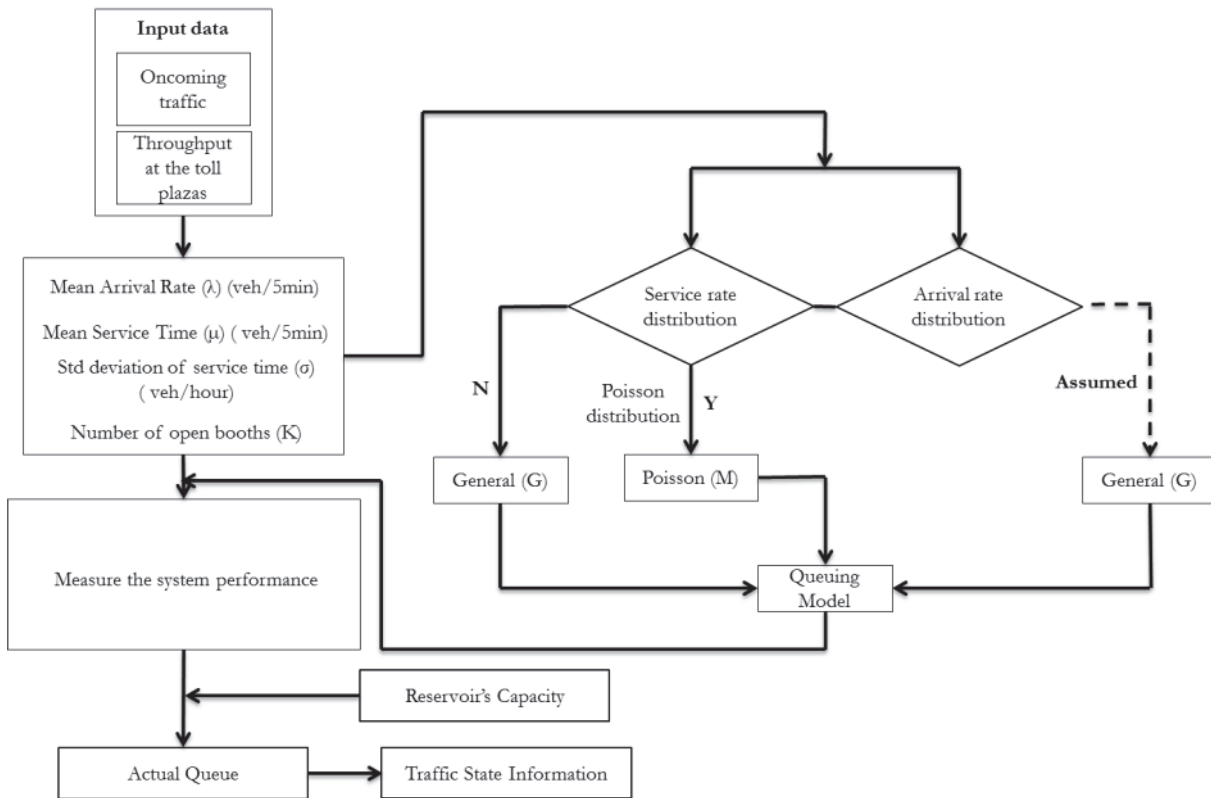 Input data
Oncoming
traffic
Throughput
at the toll
plazas
Mean Arrival Rate (λ) (veh/5min)
Mean Service Time (μ) ( veh/5min)
Std deviation of service time (σ)
( veh/hour)
Number of open booths (K)
Service rate
distribution
Arrival rate
distribution
N
Poisson
distribution
Y
Assumed
General (G)
Poisson (M)
General (G)
Measure the system performance
Queuing
Model
Reservoir's Capacity
Actual Queue
Traffic State Information